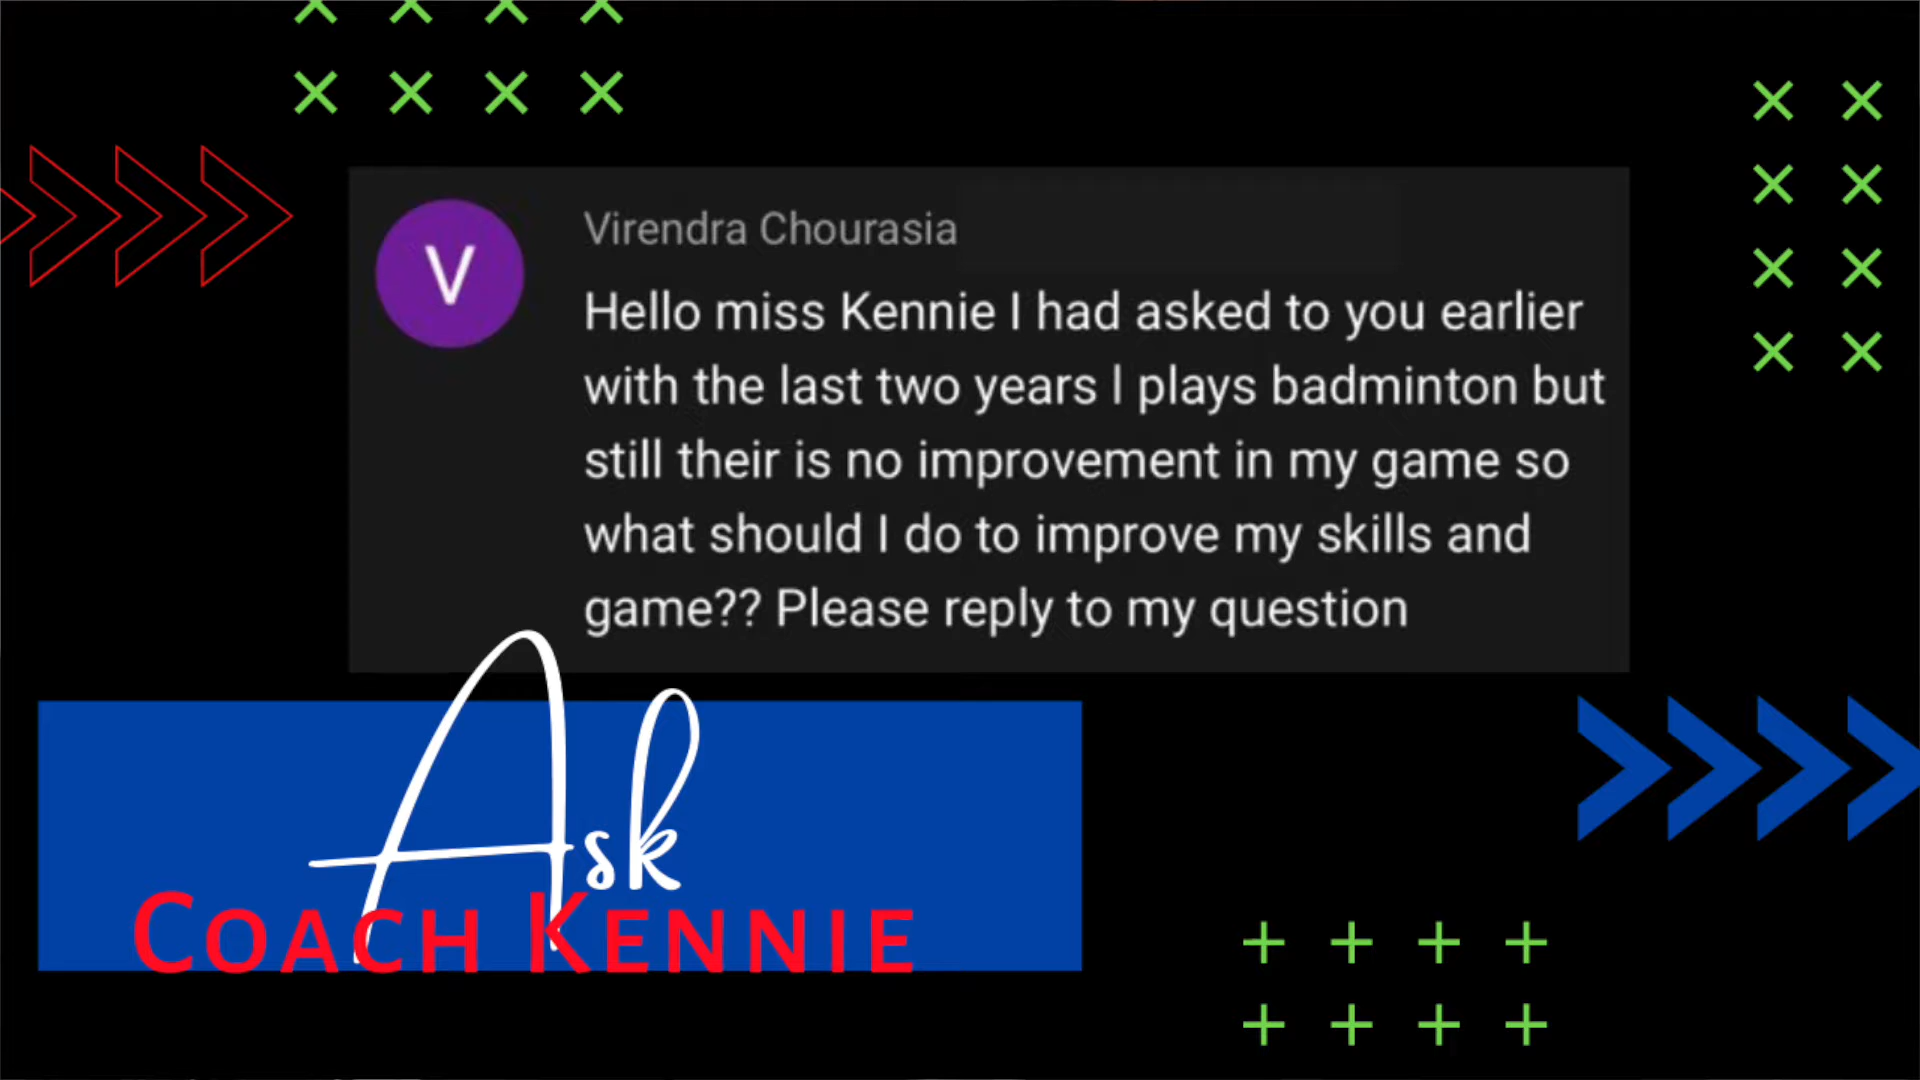 V
Virendra Chourasia
Hello miss Kennie I had asked to you earlier
with the last two years I plays badminton but
still their is no improvement in my game so
what should I do to improve my skills and
game?? Please reply to my question
Ask
COACH KENNIE